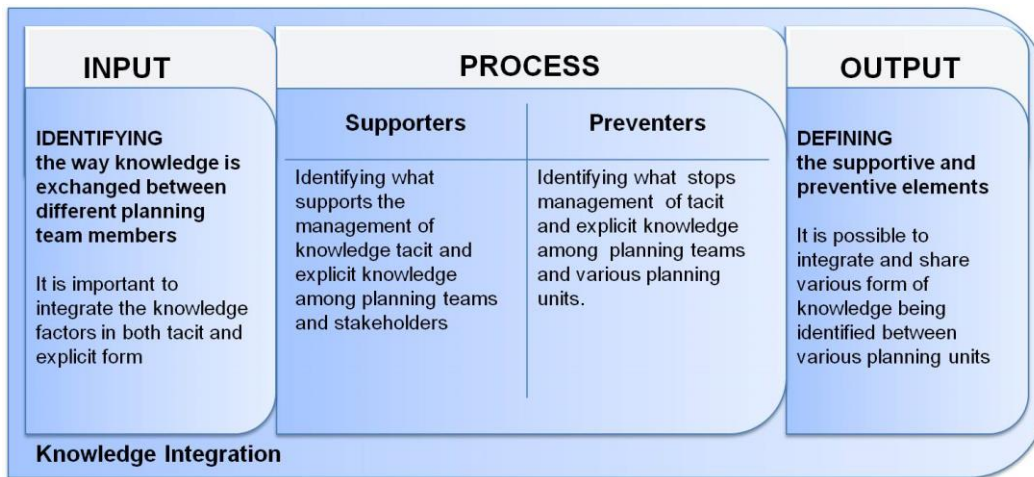 INPUT
IDENTIFYING
the way knowledge is
exchanged between
different planning
team members
It is important to
integrate the knowledge
factors in both tacit and
explicit form
PROCESS
Supporters
Identifying what
supports the
management of
knowledge tacit and
explicit knowledge
among planning teams
and stakeholders
Preventers
Identifying what stops
management of tacit
and explicit knowledge
among planning teams
and various planning
units.
OUTPUT
DEFINING
the supportive and
preventive elements
It is possible to
integrate and share
various form of
knowledge being
identified between
various planning units
Knowledge Integration